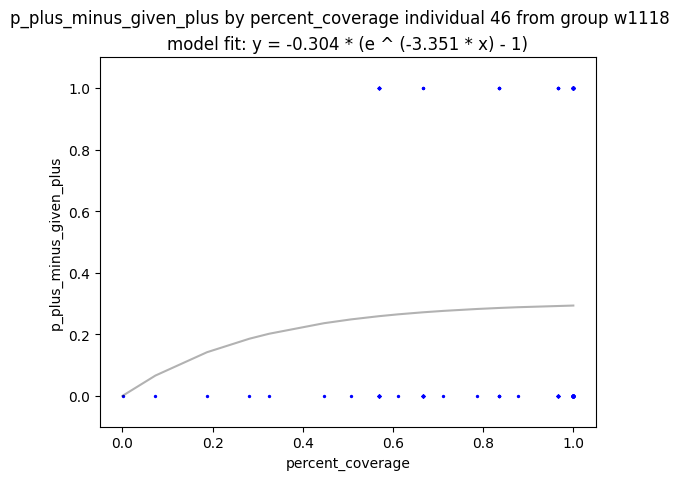 p_plus_minus_given_plus by percent_coverage individual 46 from group w1118
model fit: y = -0.304 * (e ^ (-3.351 * x) - 1)
1.0
0.8
0.6
0.4
0.2
0.0
p_plus_minus_given_plus
0.0 0.2 0.4 0.6 0.8 1.0
percent_coverage